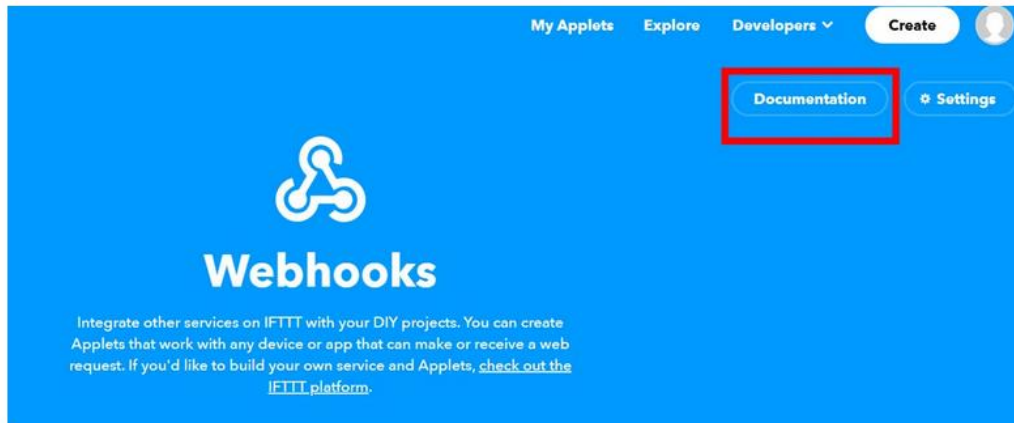 My Applets Explore Developers Create
Documentation Settings
Webhooks
Integrate other services on IFTTT with your DIY projects. You can create
Applets that work with any device or app that can make or receive a web
request. If you'd like to build your own service and Applets, check out the
IFTTT platform.